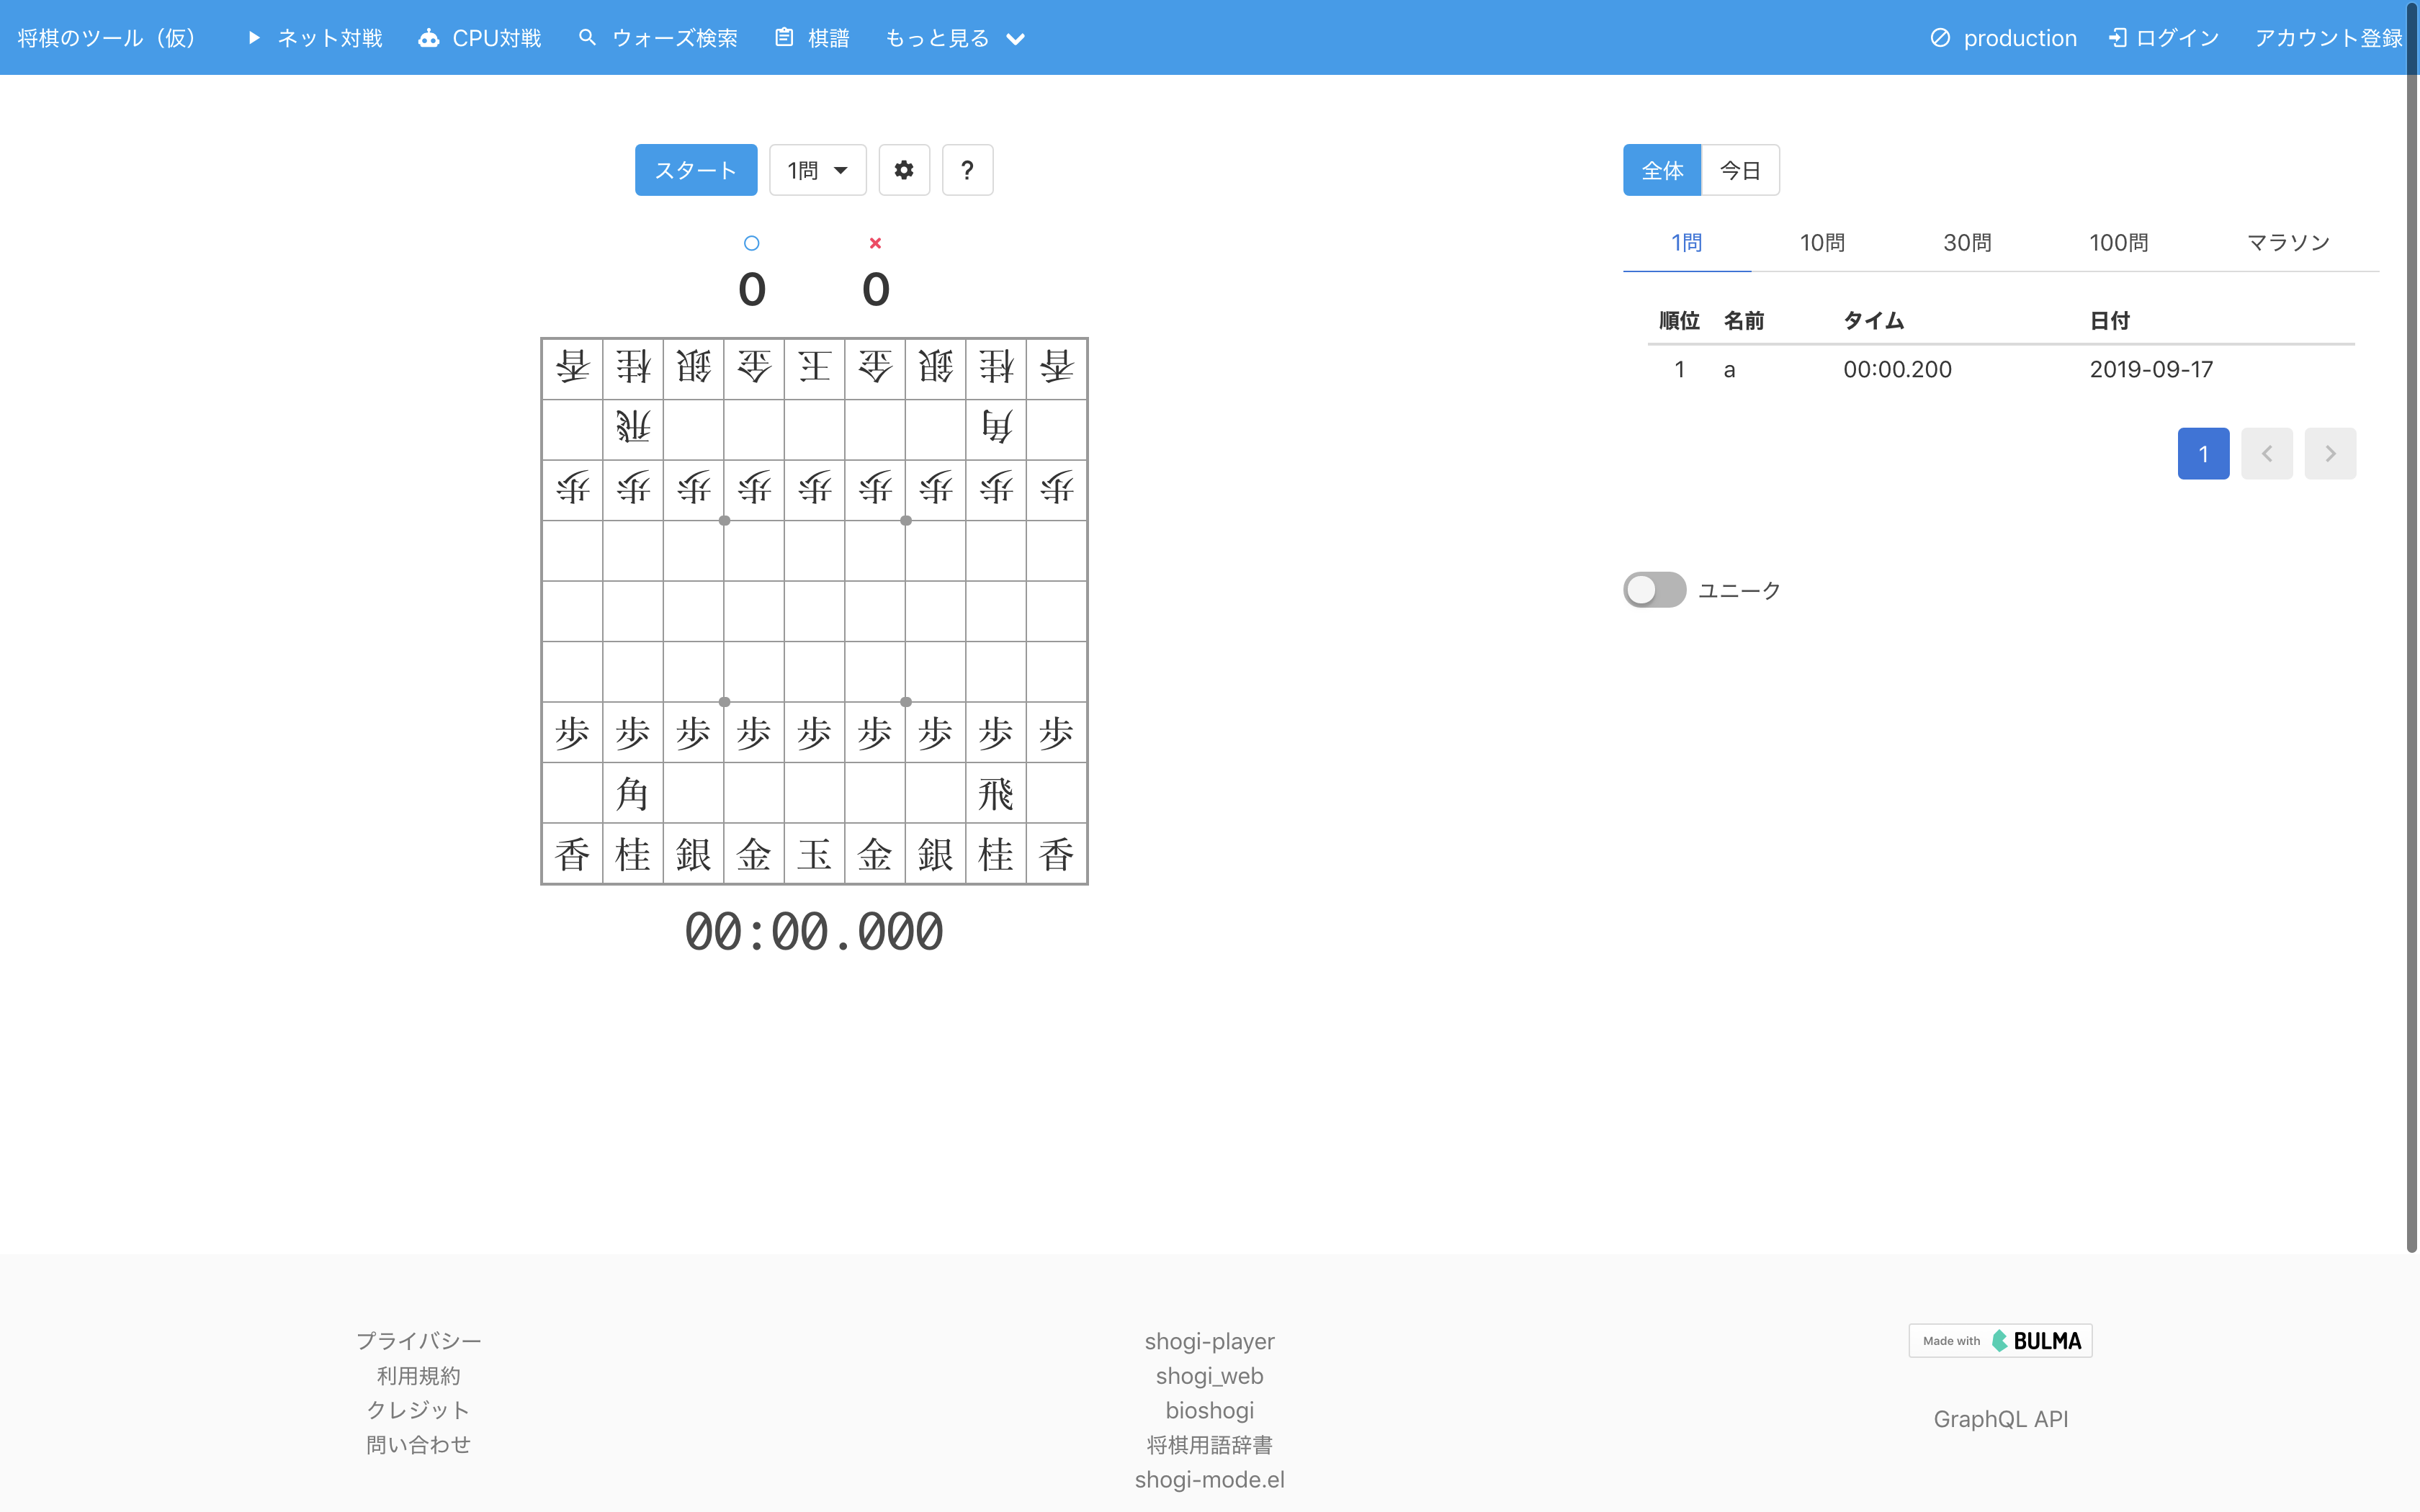 将棋のツール（仮） ネット対戦 CPU対戦 ウォーズ検索 棋譜 もっと見る production ログイン アカウント登録
スタート 1問 ?
○ ×
0 0
香 桂 銀 金 王 金 銀 桂 香
飛 角
歩 歩 歩 歩 歩 歩 歩 歩 歩
歩 歩 歩 歩 歩 歩 歩 歩 歩
角 飛
香 桂 銀 金 玉 金 銀 桂 香
00:00.000
全体 今日
1問 10問 30問 100問 マラソン
順位 名前 タイム 日付
1 a 00:00.200 2019-09-17
1
ユニーク
プライバシー
利用規約
クレジット
問い合わせ
shogi-player
shogi_web
bioshogi
将棋用語辞書
shogi-mode.el
Made with BULMA
GraphQL API